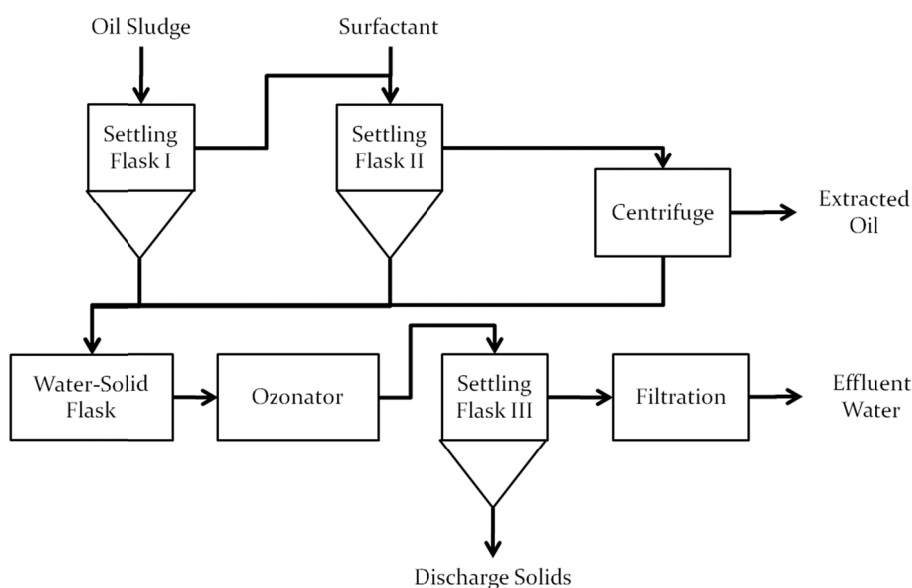 Oil Sludge
Surfactant
Settling
Flask I
Settling
Flask II
Centrifuge
Extracted
Oil
Water-Solid
Flask
Ozonator
Settling
Flask III
Filtration
Effluent
Water
Discharge Solids